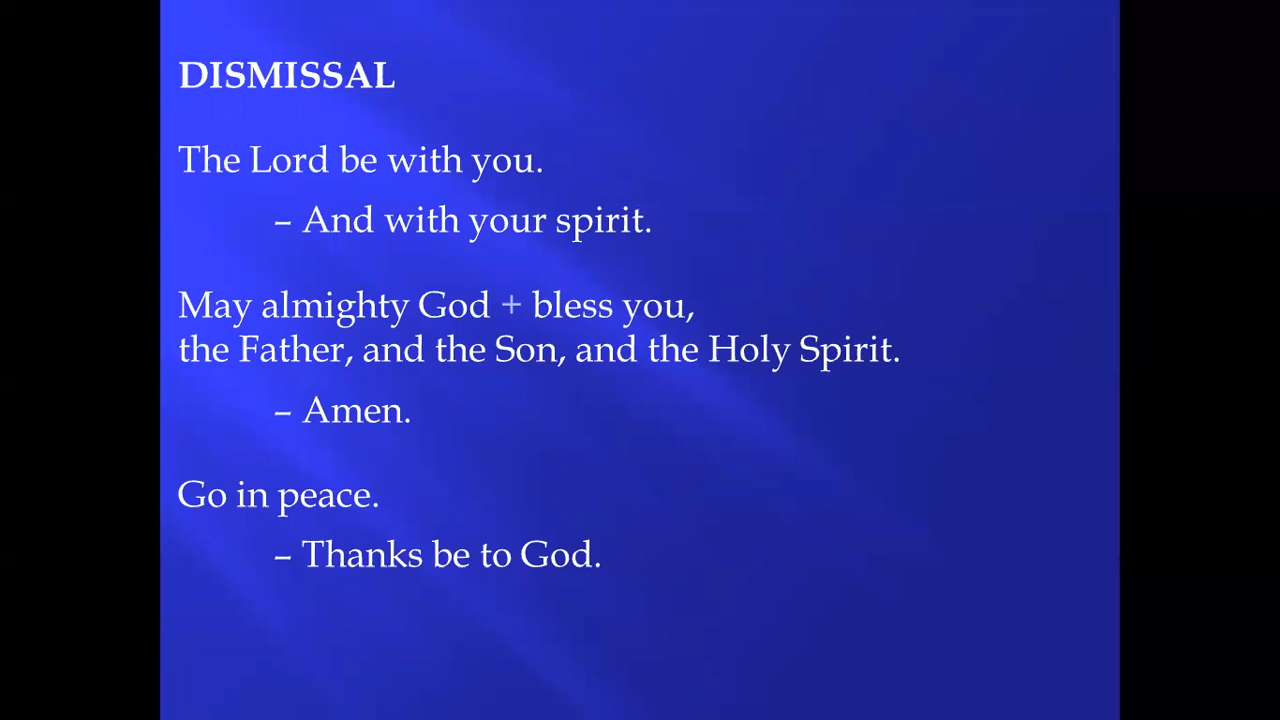 DISMISSAL
The Lord be with you.
– And with your spirit.
May almighty God + bless you,
the Father, and the Son, and the Holy Spirit.
– Amen.
Go in peace.
– Thanks be to God.